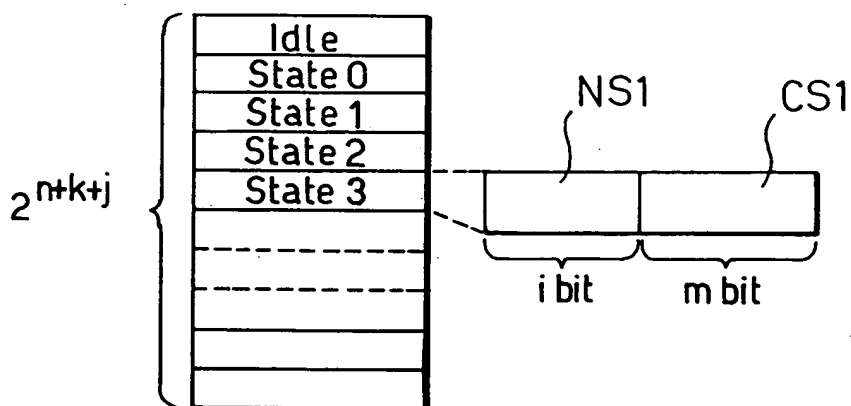 Idle
State 0
State 1
State 2
State 3
2^n+k+j
NS1
CS1
i bit
m bit